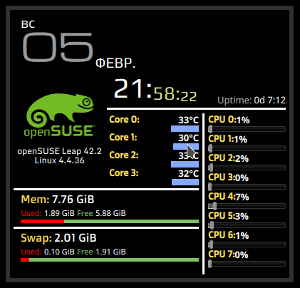 ВС
05 ФЕВР.
21:58:22
Uptime: 0d 7:12
openSUSE
openSUSE Leap 42.2
Linux 4.4.36
Core 0: 33°C
Core 1: 30°C
Core 2: 33°C
Core 3: 32°C
CPU 0:1%
CPU 1:1%
CPU 2:2%
CPU 3:0%
CPU 4:7%
CPU 5:3%
CPU 6:1%
CPU 7:0%
Mem: 7.76 GiB
Used: 1.89 GiB Free 5.88 GiB
Swap: 2.01 GiB
Used: 0.10 GiB Free 1.91 GiB